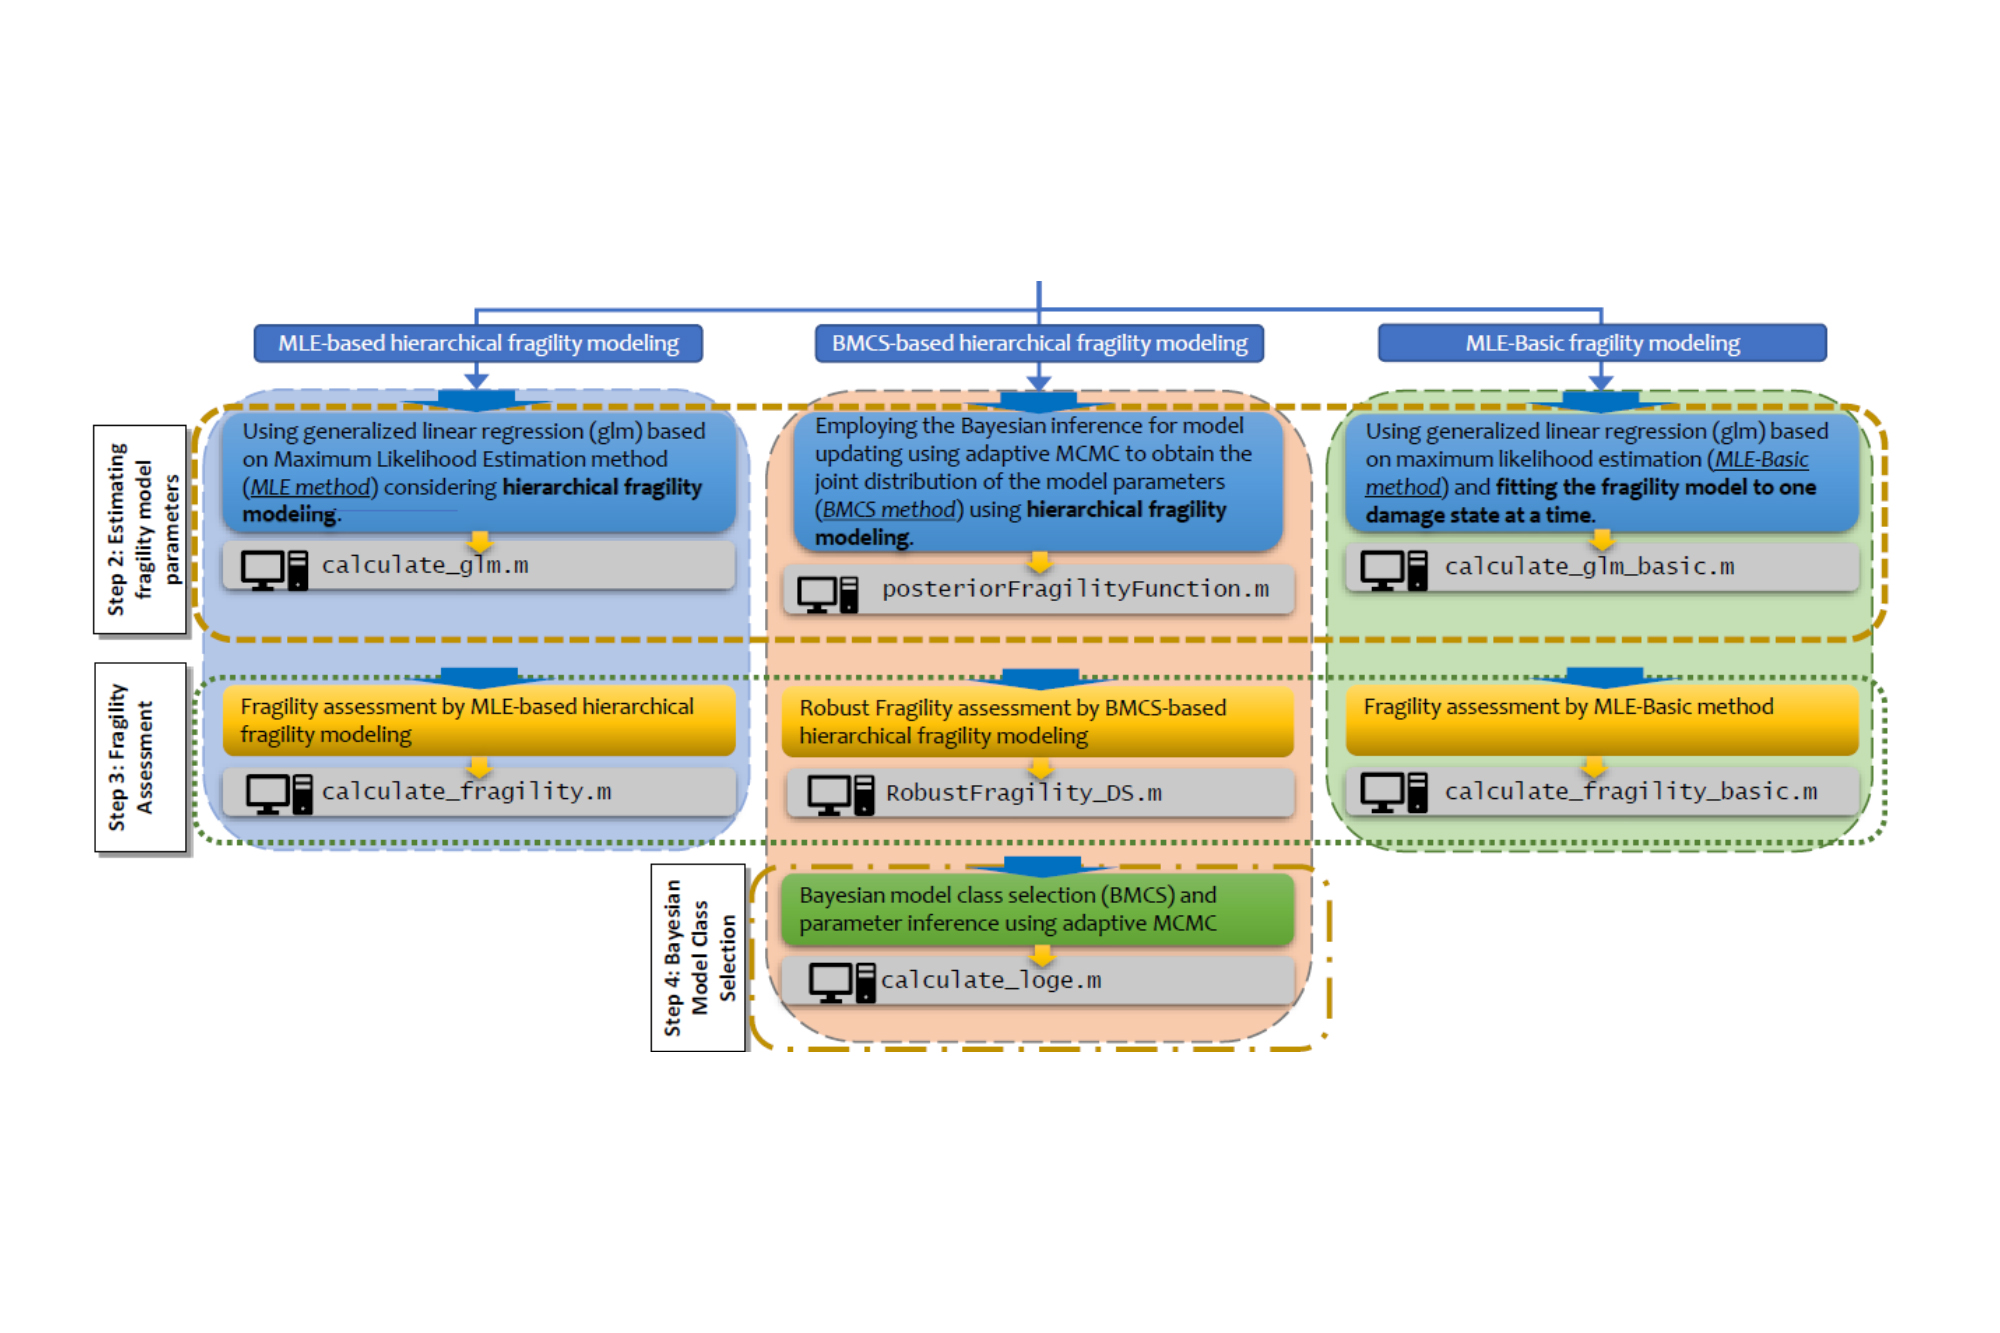 MLE-based hierarchical fragility modeling
BMCS-based hierarchical fragility modeling
MLE-Basic fragility modeling
Step 2: Estimating
fragility model
parameters
Using generalized linear regression (glm) based
on Maximum Likelihood Estimation method
(MLE method) considering hierarchical fragility
modeling.
calculate_glm.m
Employing the Bayesian inference for model
updating using adaptive MCMC to obtain the
joint distribution of the model parameters
(BMCS method) using hierarchical fragility
modeling.
posteriorFragilityFunction.m
Using generalized linear regression (glm) based
on maximum likelihood estimation (MLE-Basic
method) and fitting the fragility model to one
damage state at a time.
calculate_glm_basic.m
Step 3: Fragility
Assessment
Fragility assessment by MLE-based hierarchical
fragility modeling
calculate_fragility.m
Robust Fragility assessment by BMCS-based
hierarchical fragility modeling
RobustFragility_DS.m
Fragility assessment by MLE-Basic method
calculate_fragility_basic.m
Step 4: Bayesian
Model Class
Selection
Bayesian model class selection (BMCS) and
parameter inference using adaptive MCMC
calculate_loge.m